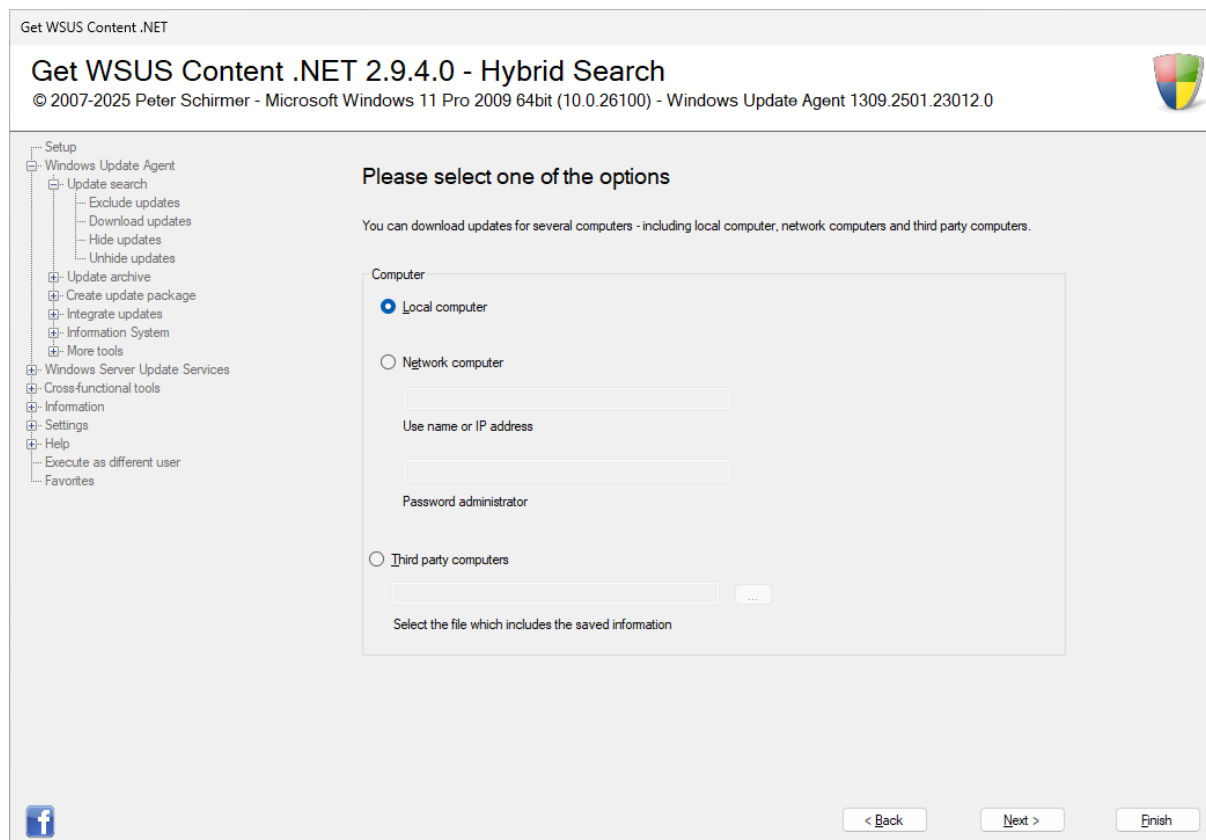 Get WSUS Content .NET
Get WSUS Content .NET 2.9.4.0 - Hybrid Search
© 2007-2025 Peter Schirmer - Microsoft Windows 11 Pro 2009 64bit (10.0.26100) - Windows Update Agent 1309.2501.23012.0
Setup
Windows Update Agent
Update search
Exclude updates
Download updates
Hide updates
Unhide updates
Update archive
Create update package
Integrate updates
Information System
More tools
Windows Server Update Services
Cross-functional tools
Information
Settings
Help
Execute as different user
Favorites
Please select one of the options
You can download updates for several computers - including local computer, network computers and third party computers.
Computer
Local computer
Network computer
Use name or IP address
Password administrator
Third party computers
...
Select the file which includes the saved information
f
< Back
Next >
Finish